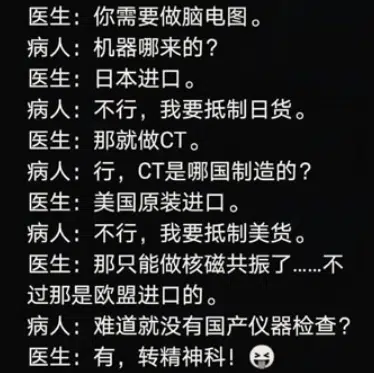 医生：你需要做脑电图。
病人：机器哪来的？
医生：日本进口。
病人：不行，我要抵制日货。
医生：那就做CT。
病人：行，CT是哪国制造的？
医生：美国原装进口。
病人：不行，我要抵制美货。
医生：那只能做核磁共振了......不
过那是欧盟进口的。
病人：难道就没有国产仪器检查？
医生：有，转精神科！😝